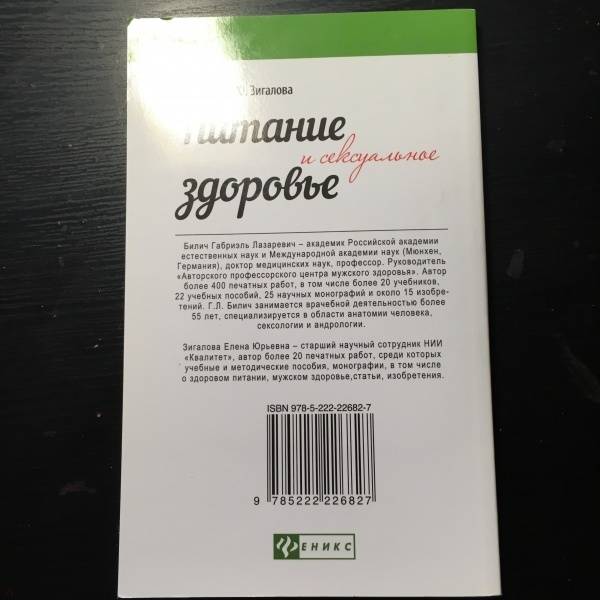 Зигалова
питание
и сексуальное
здоровье
Билич Габриэль Лазаревич – академик Российской академии
естественных наук и Международной академии наук (Мюнхен,
Германия), доктор медицинских наук, профессор. Руководитель
«Авторского профессорского центра мужского здоровья». Автор
более 400 печатных работ, в том числе более 20 учебников,
22 учебных пособий, 25 научных монографий и около 15 изобре-
тений. Г.Л. Билич занимается врачебной деятельностью более
55 лет, специализируется в области анатомии человека,
сексологии и андрологии.
Зигалова Елена Юрьевна – старший научный сотрудник НИИ
«Квалитет», автор более 20 печатных работ, среди которых
учебные и методические пособия, монографии, в том числе
о здоровом питании, мужском здоровье,статьи, изобретения.
ISBN 978-5-222-22682-7
9 785222 226827
ЕНИКС